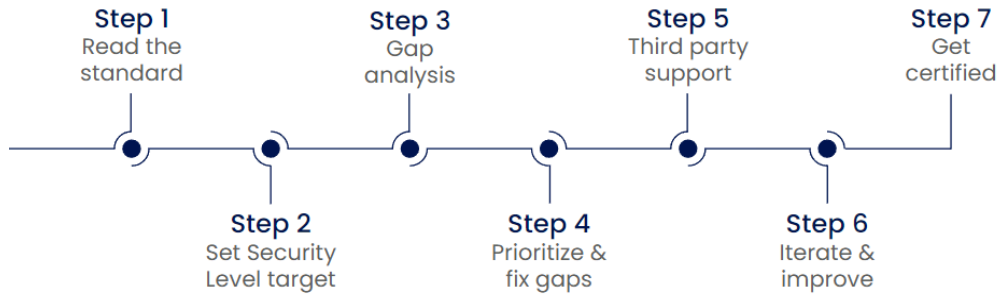 Step 1
Read the
standard
Step 2
Set Security
Level target
Step 3
Gap
analysis
Step 4
Prioritize &
fix gaps
Step 5
Third party
support
Step 6
Iterate &
improve
Step 7
Get
certified